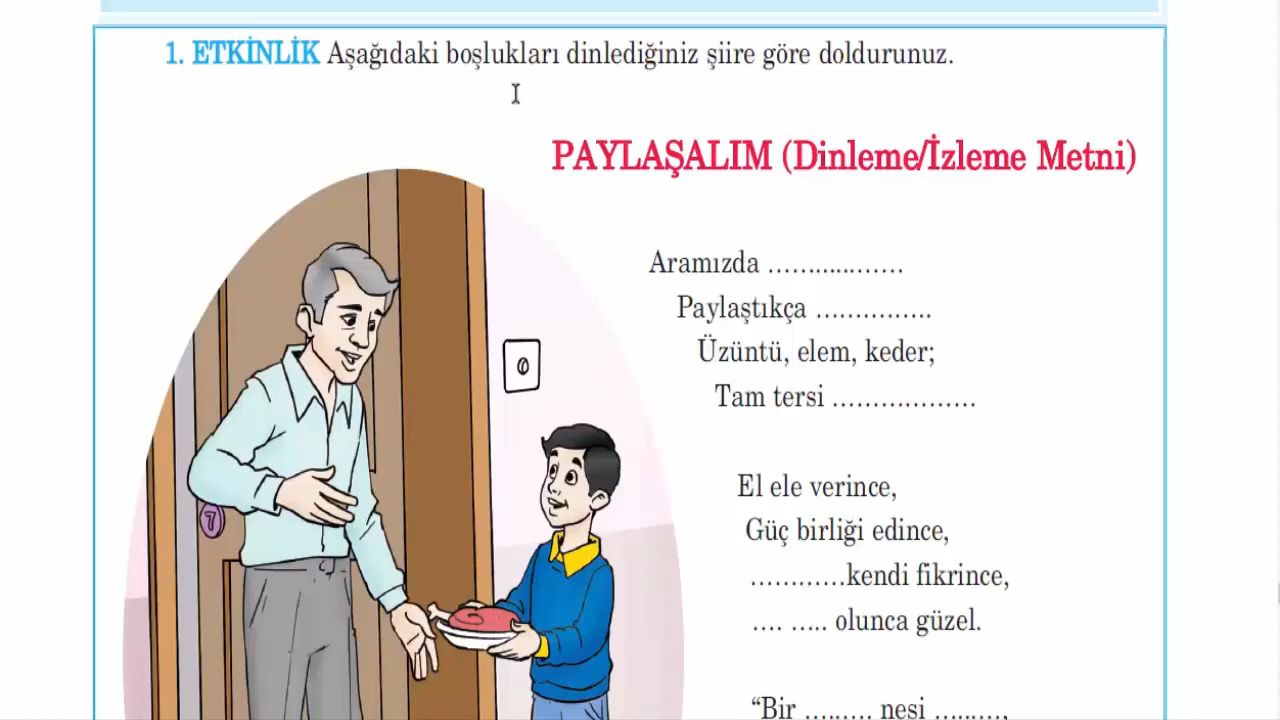 1. ETKİNLİK Aşağıdaki boşlukları dinlediğiniz şiire göre doldurunuz.
PAYLAŞALIM (Dinleme/İzleme Metni)
Aramızda ………………
Paylaştıkça …………...
Üzüntü, elem, keder;
Tam tersi ………………
El ele verince,
Güç birliği edince,
…………kendi fikrince,
.... ..... olunca güzel.
“Bir ......... nesi .........,
7